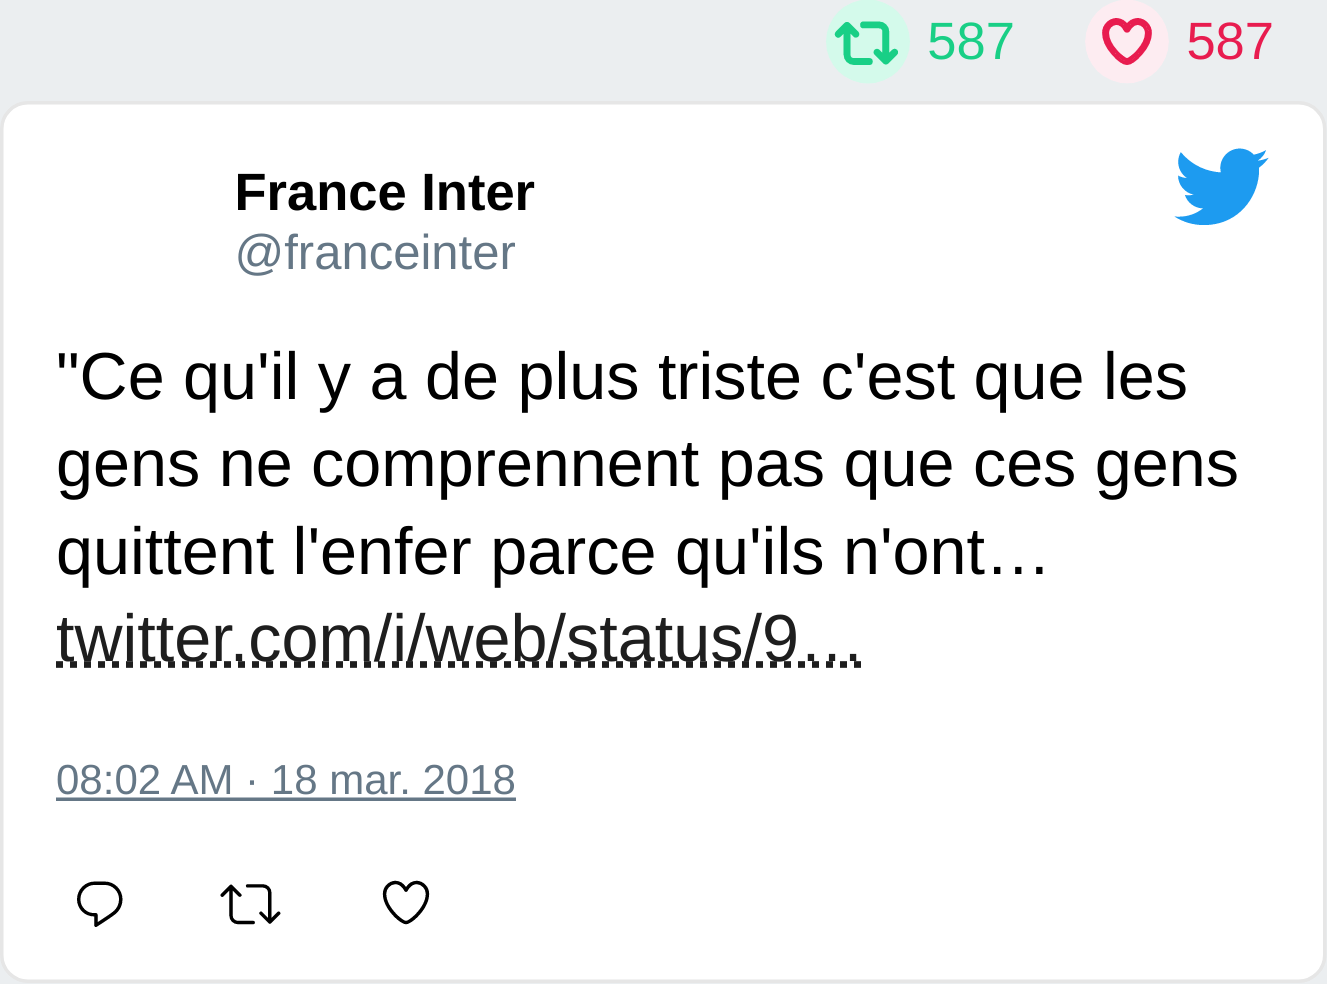 587 587
France Inter
@franceinter
"Ce qu'il y a de plus triste c'est que les
gens ne comprennent pas que ces gens
quittent l'enfer parce qu'ils n'ont…
twitter.com/i/web/status/9…
08:02 AM · 18 mar. 2018